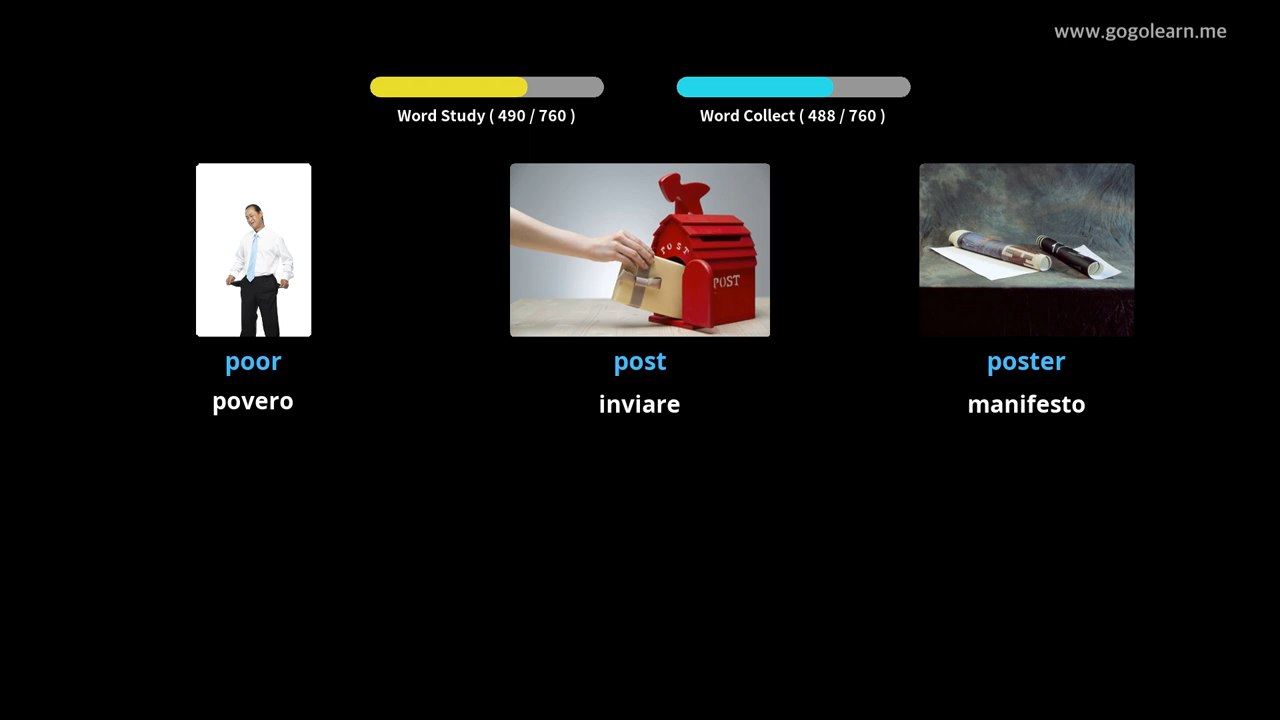 www.gogolearn.me
Word Study ( 490 / 760 )
Word Collect ( 488 / 760 )
POST
POST
poor
post
poster
povero
inviare
manifesto